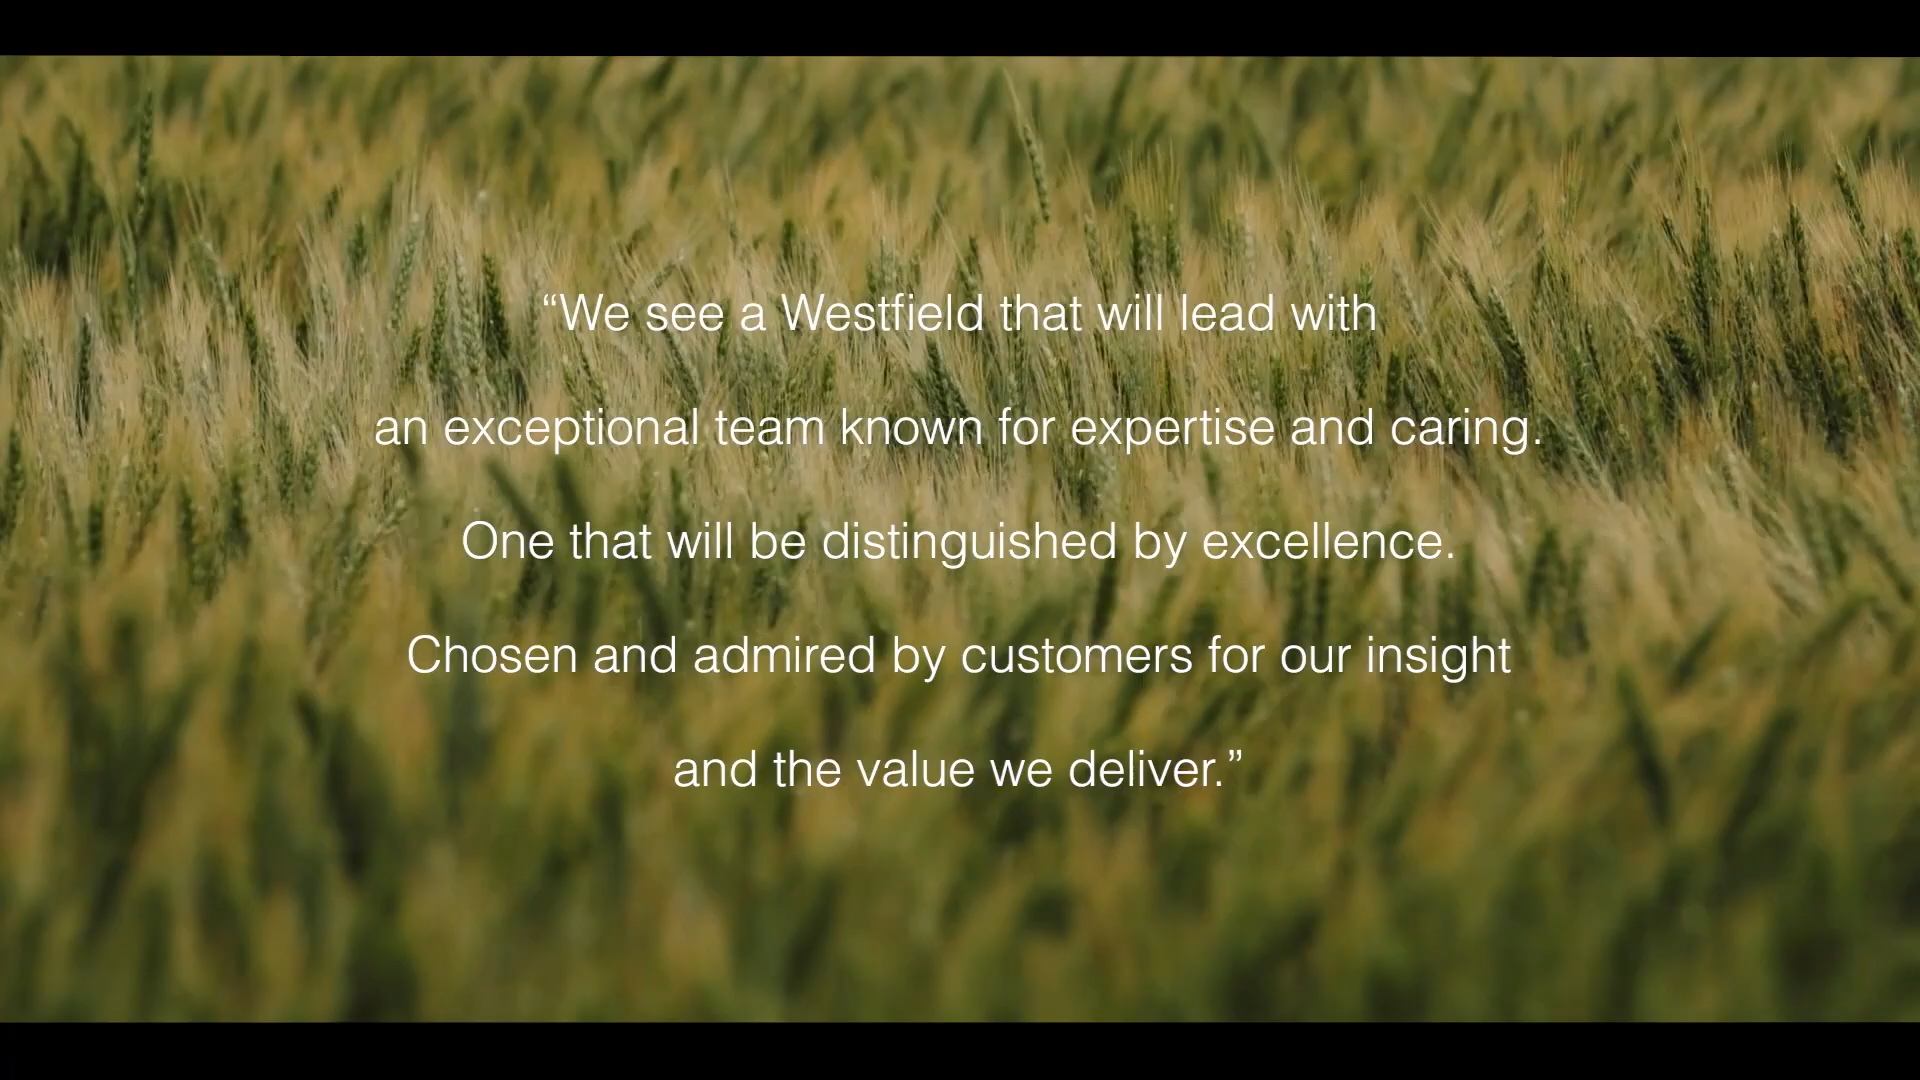 “We see a Westfield that will lead with
an exceptional team known for expertise and caring.
One that will be distinguished by excellence.
Chosen and admired by customers for our insight
and the value we deliver.”